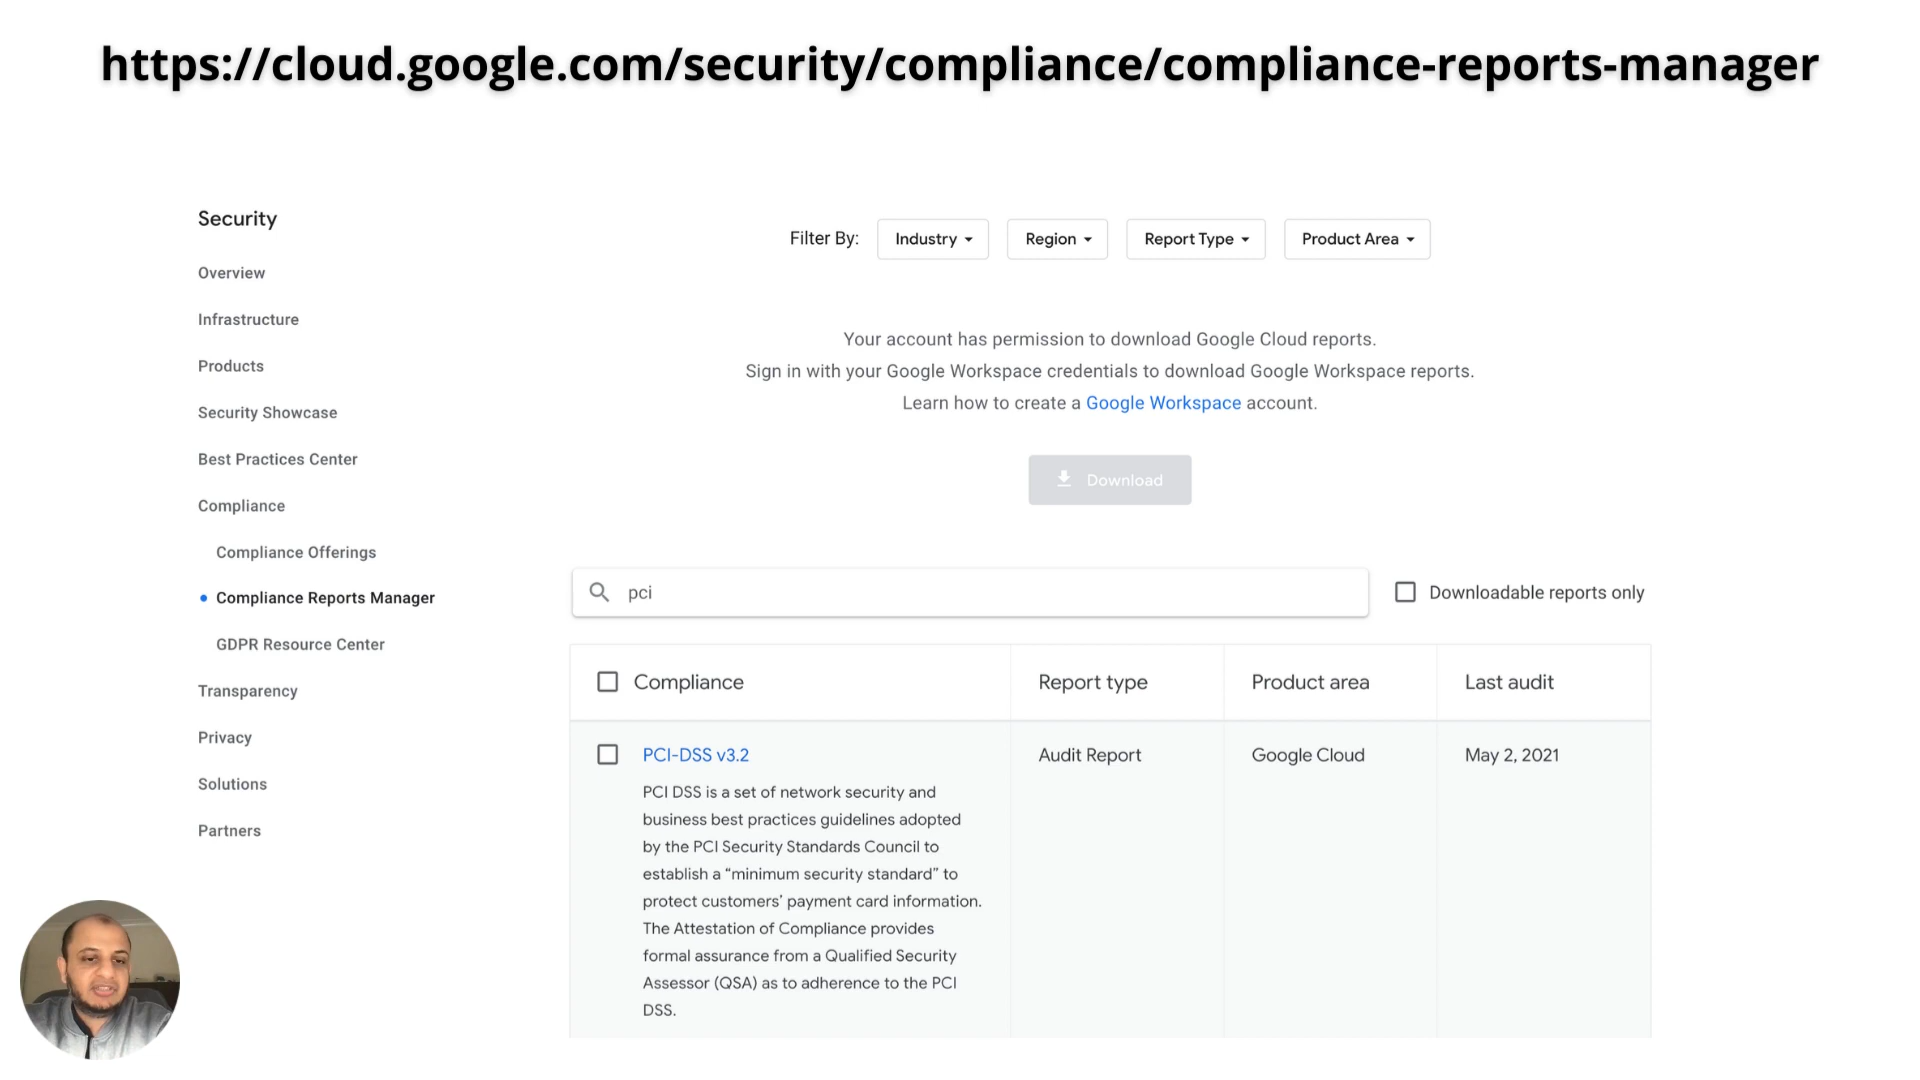 https://cloud.google.com/security/compliance/compliance-reports-manager
Security
Overview
Infrastructure
Products
Security Showcase
Best Practices Center
Compliance
Compliance Offerings
Compliance Reports Manager
GDPR Resource Center
Transparency
Privacy
Solutions
Partners
Filter By: Industry Region Report Type Product Area
Your account has permission to download Google Cloud reports.
Sign in with your Google Workspace credentials to download Google Workspace reports.
Learn how to create a Google Workspace account.
Download
pci
Downloadable reports only
Compliance Report type Product area Last audit
PCI-DSS v3.2 Audit Report Google Cloud May 2, 2021
PCI DSS is a set of network security and
business best practices guidelines adopted
by the PCI Security Standards Council to
establish a “minimum security standard” to
protect customers’ payment card information.
The Attestation of Compliance provides
formal assurance from a Qualified Security
Assessor (QSA) as to adherence to the PCI
DSS.